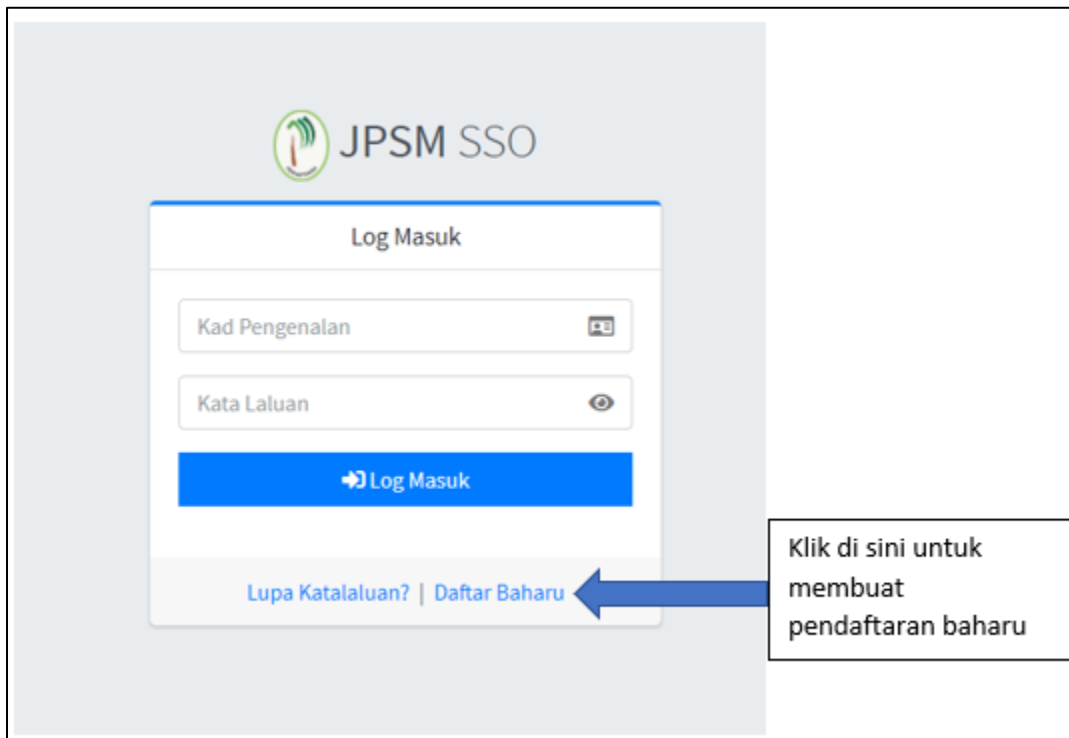 JPSM SSO
Log Masuk
Kad Pengenalan
Kata Laluan
Log Masuk
Lupa Katalaluan? | Daftar Baharu
Klik di sini untuk
membuat
pendaftaran baharu